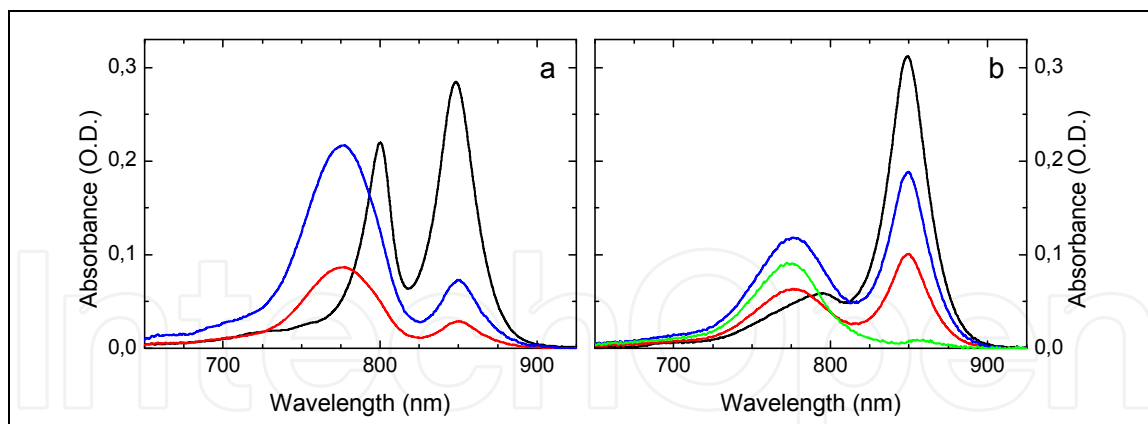 a
b
0,3
0,2
0,1
0,0
Absorbance (O.D.)
700
800
900
Wavelength (nm)
700
800
900
Wavelength (nm)
0,3
0,2
0,1
0,0
Absorbance (O.D.)
IntechOpen